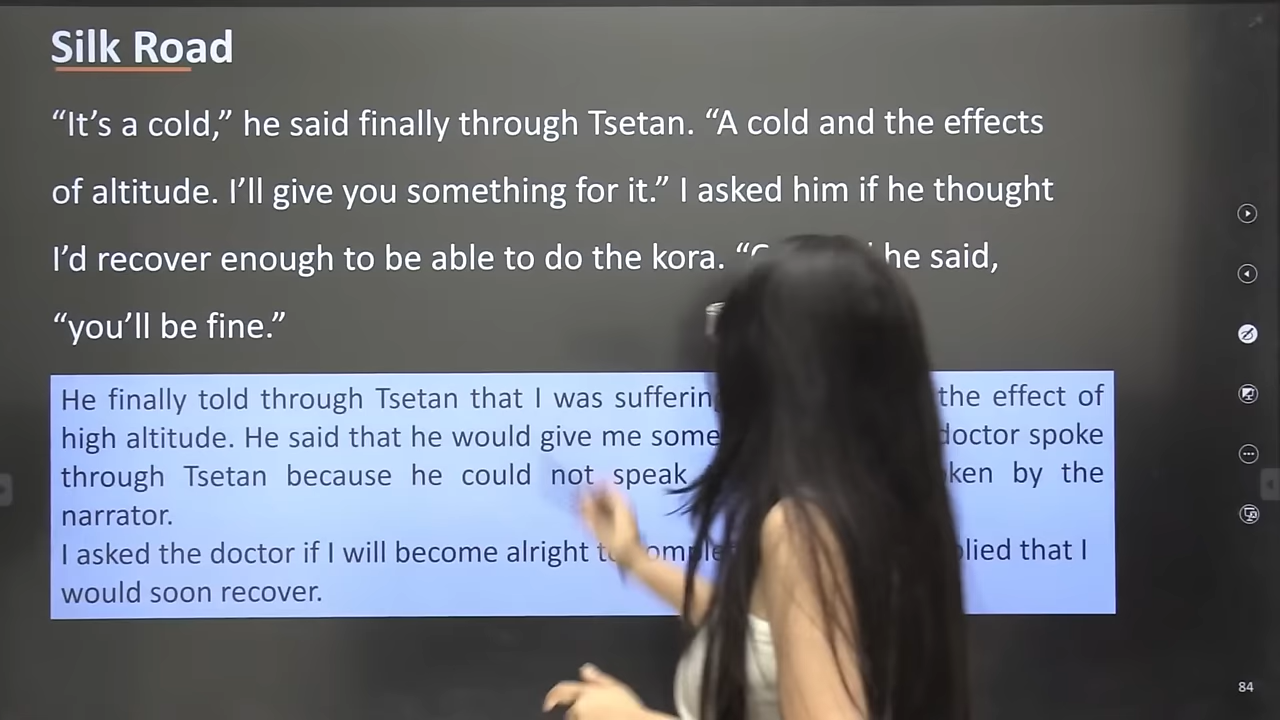 Silk Road
“It’s a cold,” he said finally through Tsetan. “A cold and the effects
of altitude. I’ll give you something for it.” I asked him if he thought
I’d recover enough to be able to do the kora. he said,
“you’ll be fine.”
He finally told through Tsetan that I was the effect of
high altitude. He said that he would give me doctor spoke
through Tsetan because he could not speak by the
narrator.
I asked the doctor if I will become alright that I
would soon recover.
84